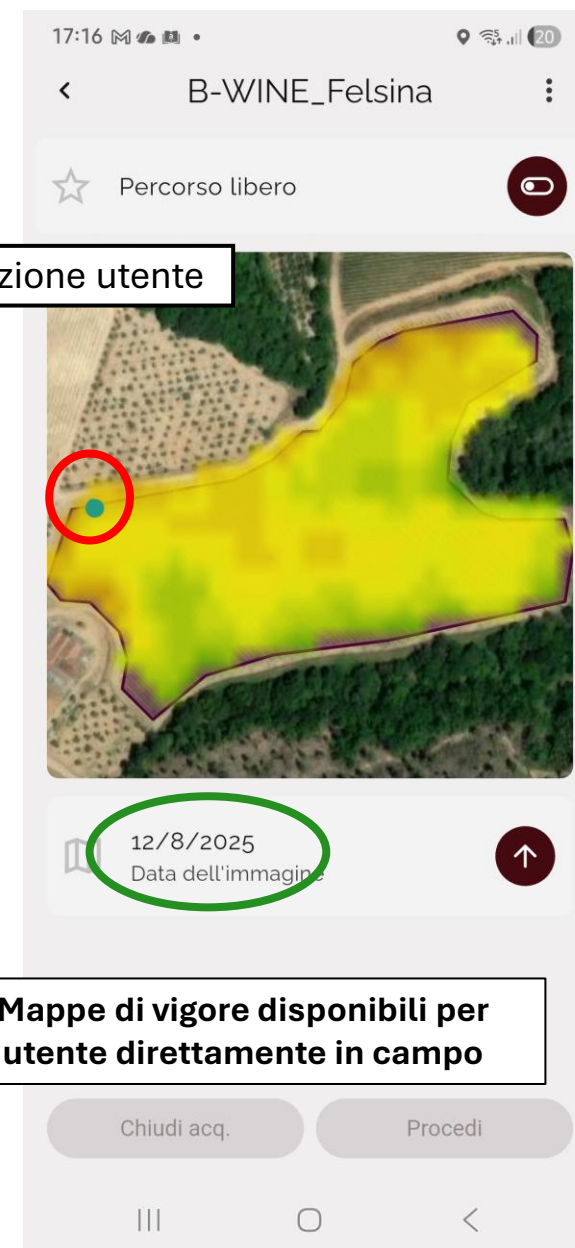 17:16
20
B-WINE_Felsina
Percorso libero
zione utente
12/8/2025
Data dell'immagine
Mappe di vigore disponibili per
utente direttamente in campo
Chiudi acq.
Procedi